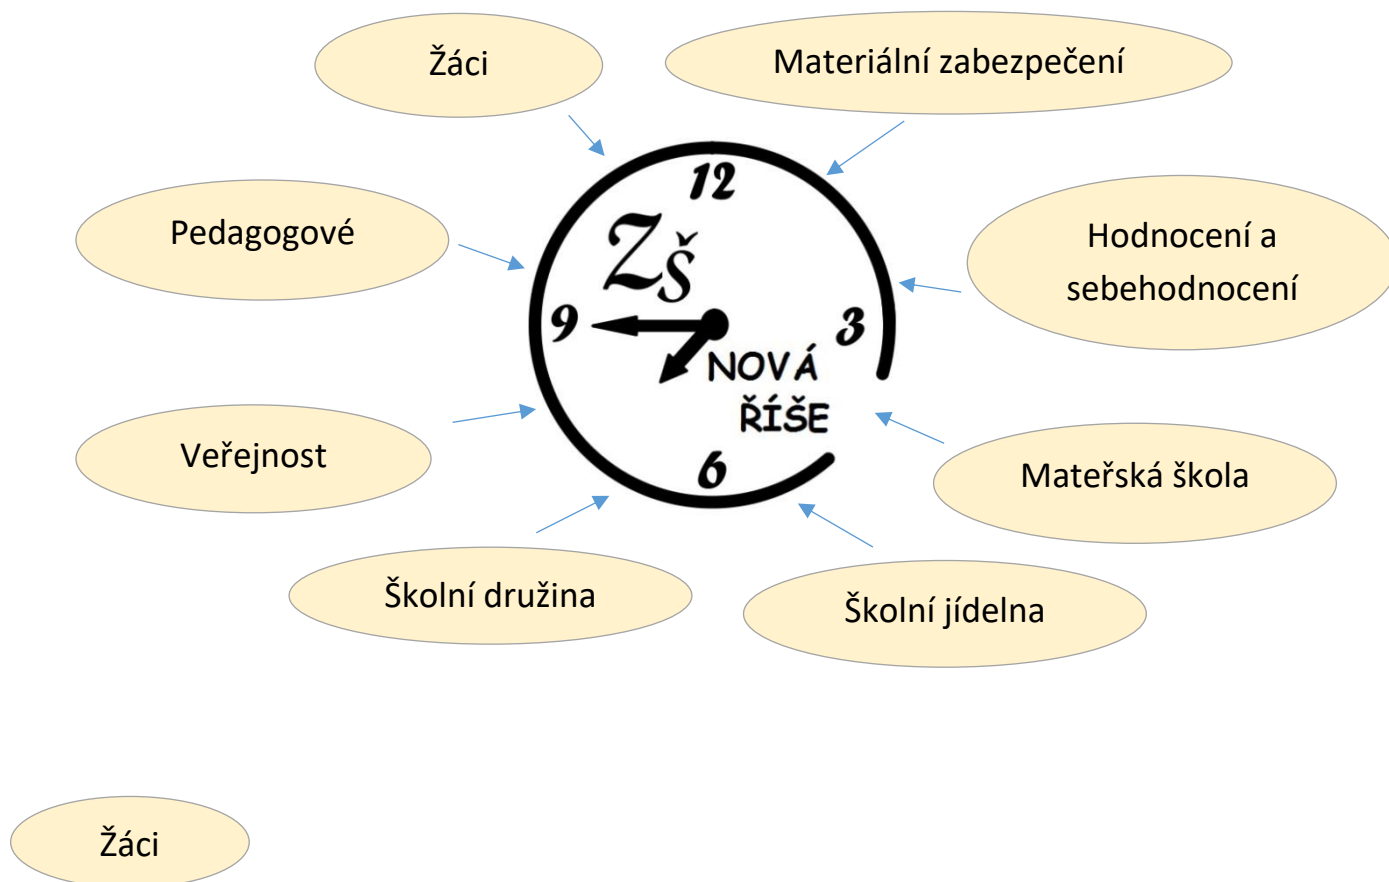 Žáci
Materiální zabezpečení
Pedagogové
Hodnocení a
sebehodnocení
12
ZŠ
9
3
NOVÁ
ŘÍŠE
6
Veřejnost
Mateřská škola
Školní družina
Školní jídelna
Žáci